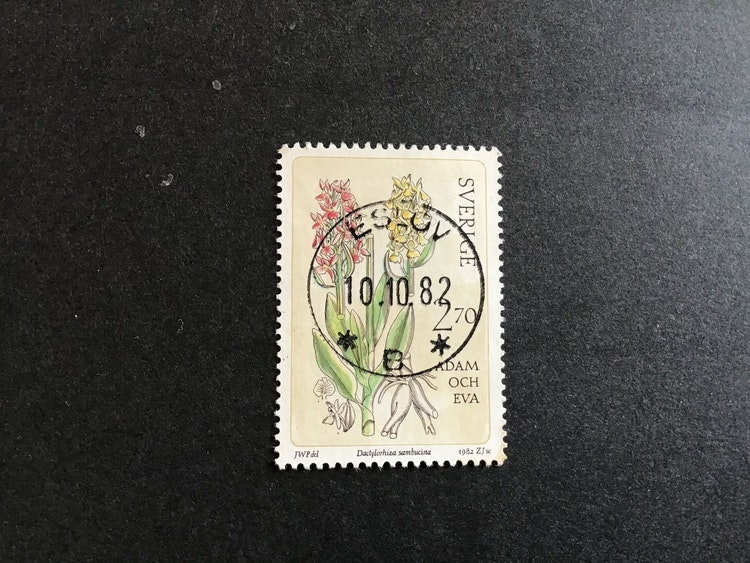 SVERIGE
ESLÖV
10.10.82
* B *
2.70
ADAM
OCH
EVA
JWP del Dactylorhiza sambucina 1982 ZJ sc